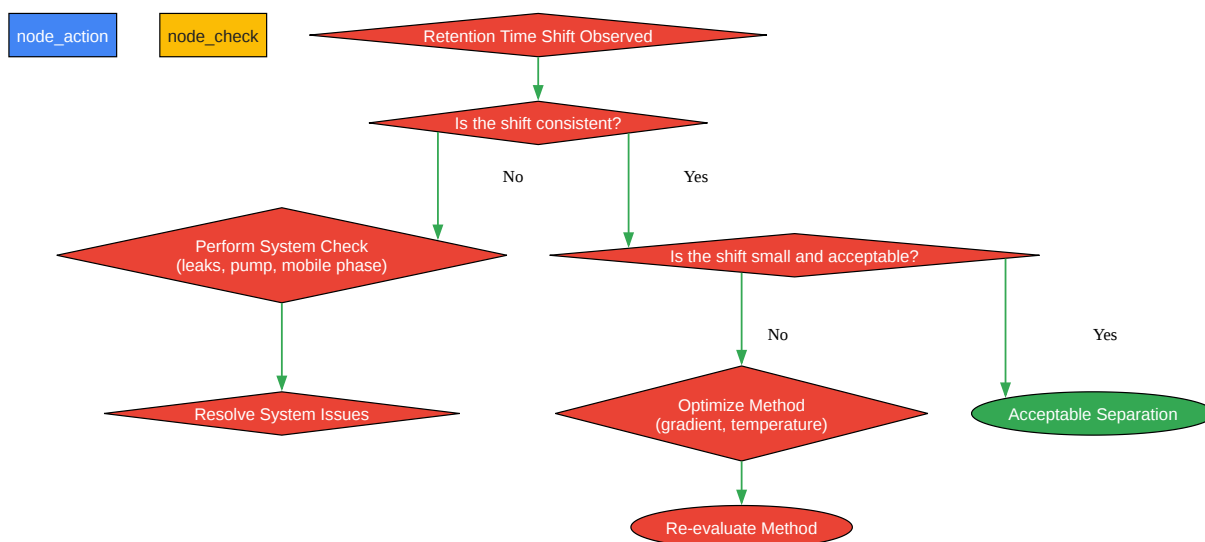 node_action
node_check
Retention Time Shift Observed
Is the shift consistent?
No
Yes
Perform System Check
(leaks, pump, mobile phase)
Is the shift small and acceptable?
No
Yes
Resolve System Issues
Optimize Method
(gradient, temperature)
Acceptable Separation
Re-evaluate Method